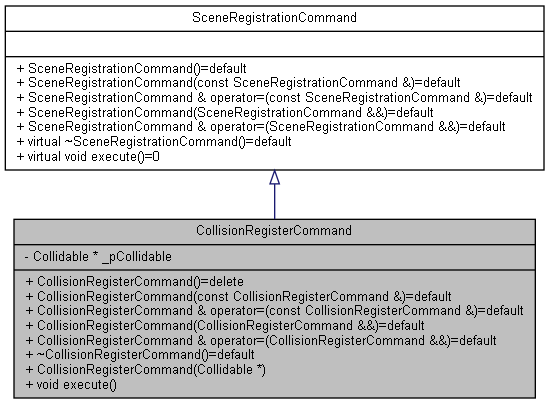 SceneRegistrationCommand
+ SceneRegistrationCommand()=default
+ SceneRegistrationCommand(const SceneRegistrationCommand &)=default
+ SceneRegistrationCommand & operator=(const SceneRegistrationCommand &)=default
+ SceneRegistrationCommand(SceneRegistrationCommand &&)=default
+ SceneRegistrationCommand & operator=(SceneRegistrationCommand &&)=default
+ virtual ~SceneRegistrationCommand()=default
+ virtual void execute()=0
CollisionRegisterCommand
- Collidable * _pCollidable
+ CollisionRegisterCommand()=delete
+ CollisionRegisterCommand(const CollisionRegisterCommand &)=default
+ CollisionRegisterCommand & operator=(const CollisionRegisterCommand &)=default
+ CollisionRegisterCommand(CollisionRegisterCommand &&)=default
+ CollisionRegisterCommand & operator=(CollisionRegisterCommand &&)=default
+ ~CollisionRegisterCommand()=default
+ CollisionRegisterCommand(Collidable *)
+ void execute()